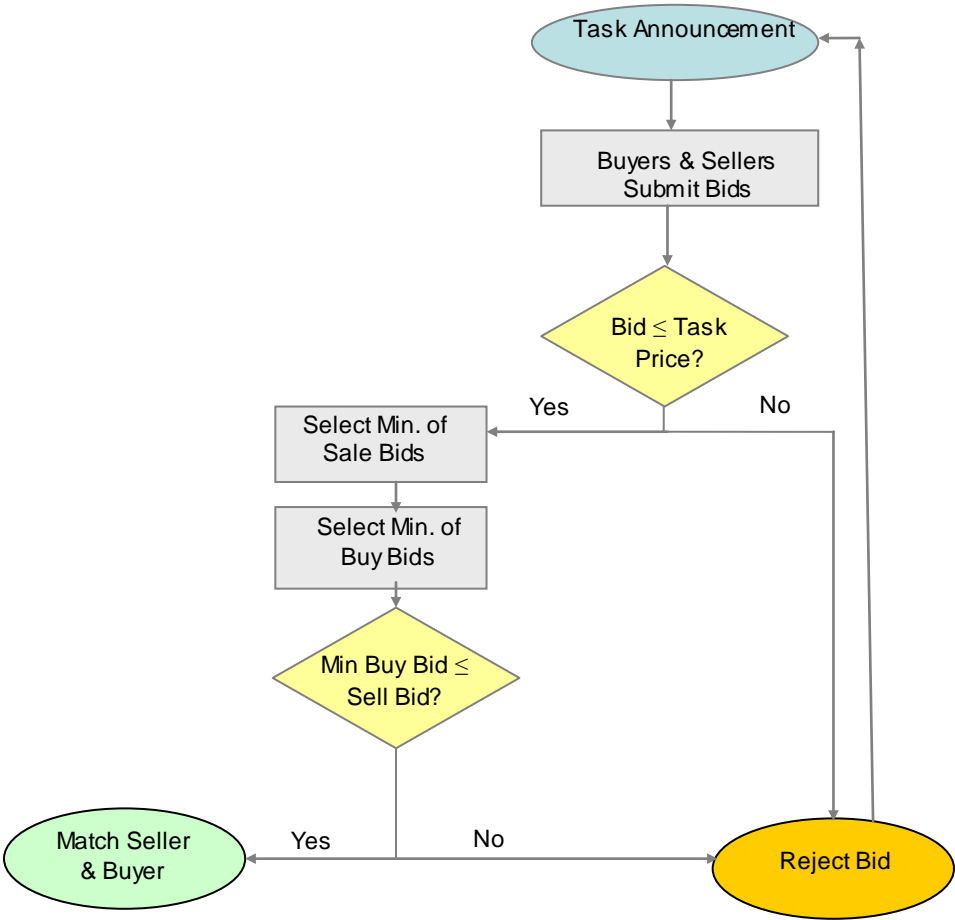 Task Announcement
Buyers & Sellers
Submit Bids
Bid ≤ Task
Price?
Yes
No
Select Min. of
Sale Bids
Select Min. of
Buy Bids
Min Buy Bid ≤
Sell Bid?
Match Seller
& Buyer
Yes
No
Reject Bid